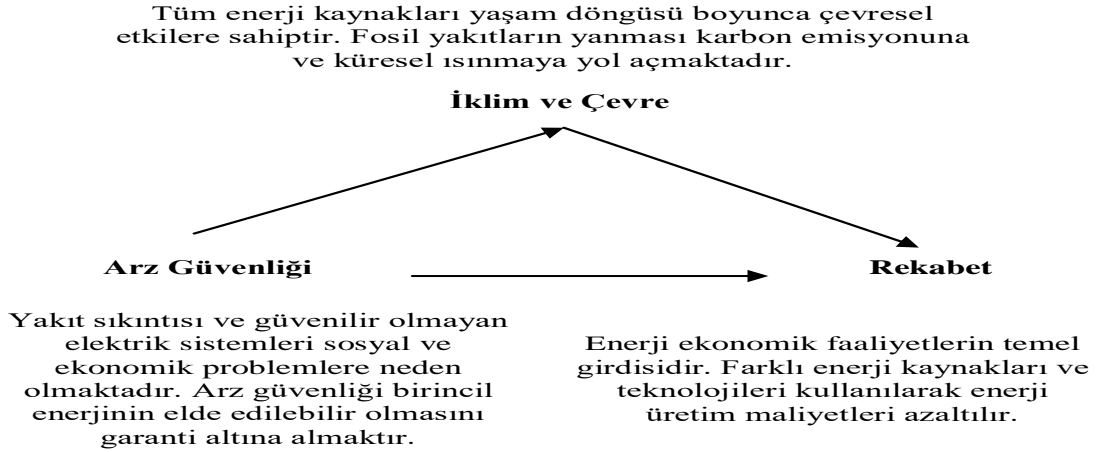 Tüm enerji kaynakları yaşam döngüsü boyunca çevresel
etkilere sahiptir. Fosil yakıtların yanması karbon emisyonuna
ve küresel ısınmaya yol açmaktadır.
İklim ve Çevre
Arz Güvenliği
Rekabet
Yakıt sıkıntısı ve güvenilir olmayan
elektrik sistemleri sosyal ve
ekonomik problemlere neden
olmaktadır. Arz güvenliği birincil
enerjinin elde edilebilir olmasını
garanti altına almaktır.
Enerji ekonomik faaliyetlerin temel
girdisidir. Farklı enerji kaynakları ve
teknolojileri kullanılarak enerji
üretim maliyetleri azaltılır.